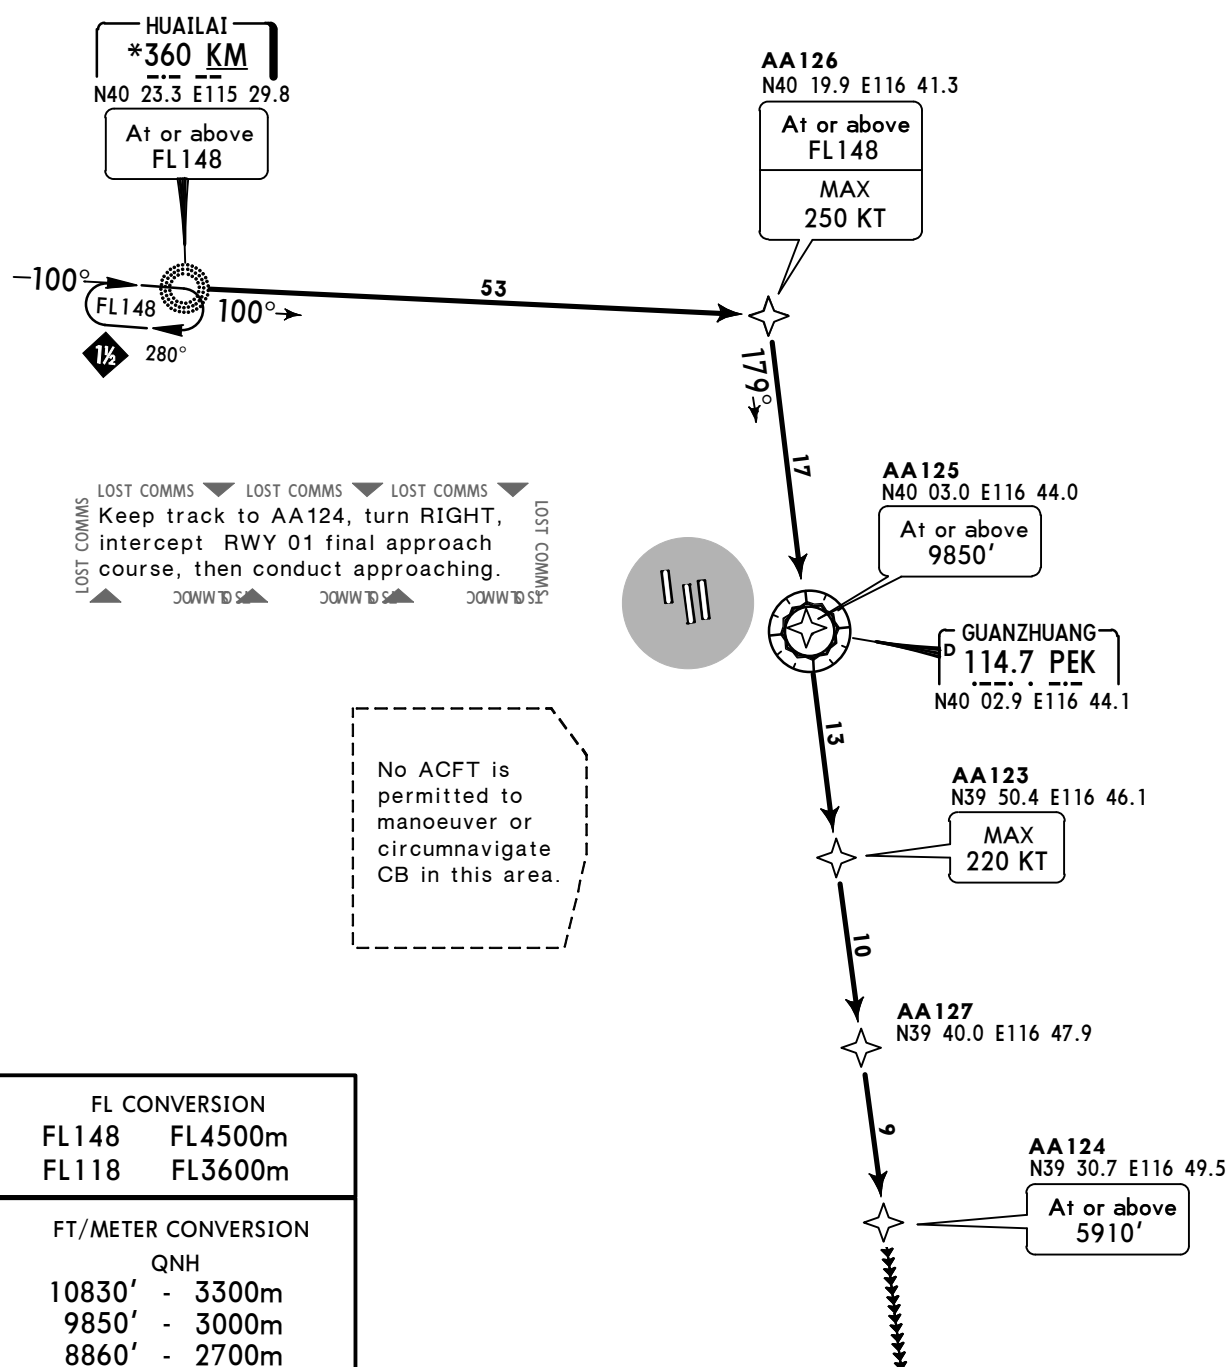 HUAILAI
*360 KM
N40 23.3 E115 29.8
At or above
FL148
AA126
N40 19.9 E116 41.3
At or above
FL148
MAX
250 KT
100°
FL148
100°
1½
280°
53
179°
17
LOST COMMS LOST COMMS LOST COMMS
LOST COMMS
Keep track to AA124, turn RIGHT,
intercept RWY 01 final approach
course, then conduct approaching.
LOST COMMS
LOST COMMS LOST COMMS LOST COMMS
AA125
N40 03.0 E116 44.0
At or above
9850'
GUANZHUANG
D 114.7 PEK
N40 02.9 E116 44.1
13
No ACFT is
permitted to
manoeuver or
circumnavigate
CB in this area.
AA123
N39 50.4 E116 46.1
MAX
220 KT
10
AA127
N39 40.0 E116 47.9
9
AA124
N39 30.7 E116 49.5
At or above
5910'
FL CONVERSION
FL148 FL4500m
FL118 FL3600m
FT/METER CONVERSION
QNH
10830' - 3300m
9850' - 3000m
8860' - 2700m